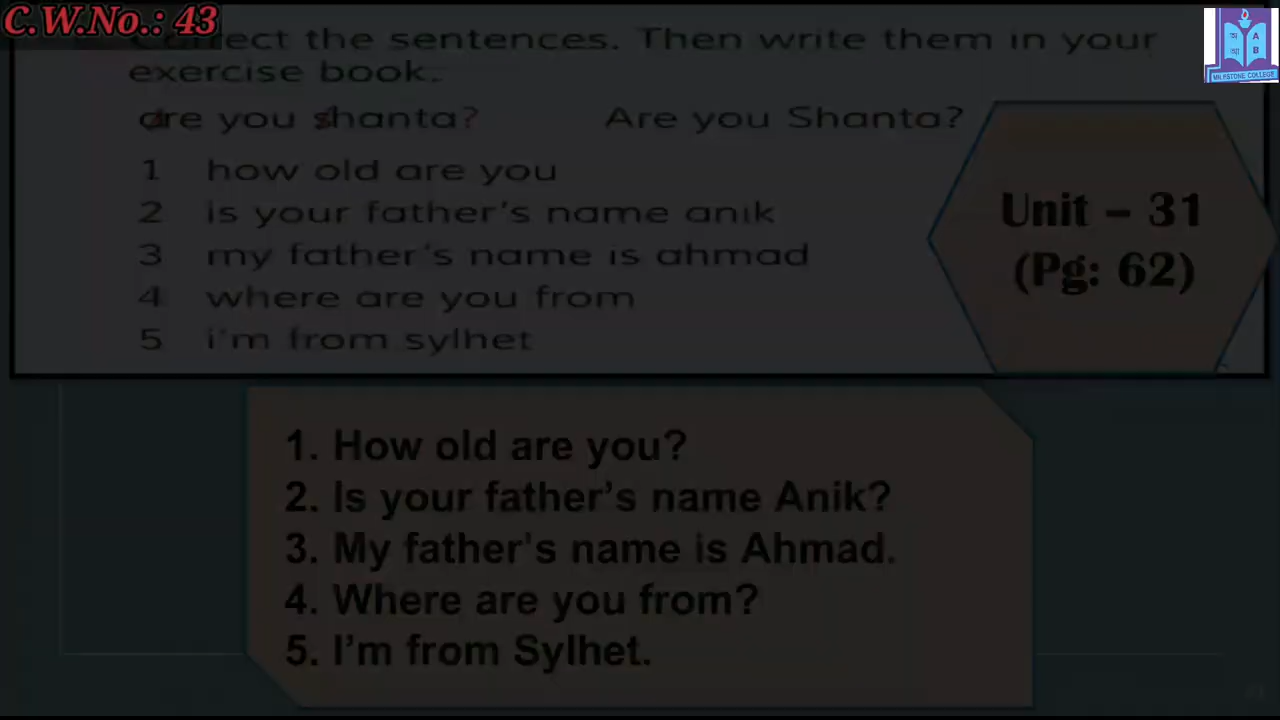 C.W.No.: 43
Correct the sentences. Then write them in your
exercise book.
are you shanta? Are you Shanta?
1 how old are you
2 is your father's name anik
3 my father's name is ahmad
4 where are you from
5 i'm from sylhet
Unit – 31
(Pg: 62)
1. How old are you?
2. Is your father's name Anik?
3. My father's name is Ahmad.
4. Where are you from?
5. I'm from Sylhet.
অ A
আ B
MILESTONE COLLEGE